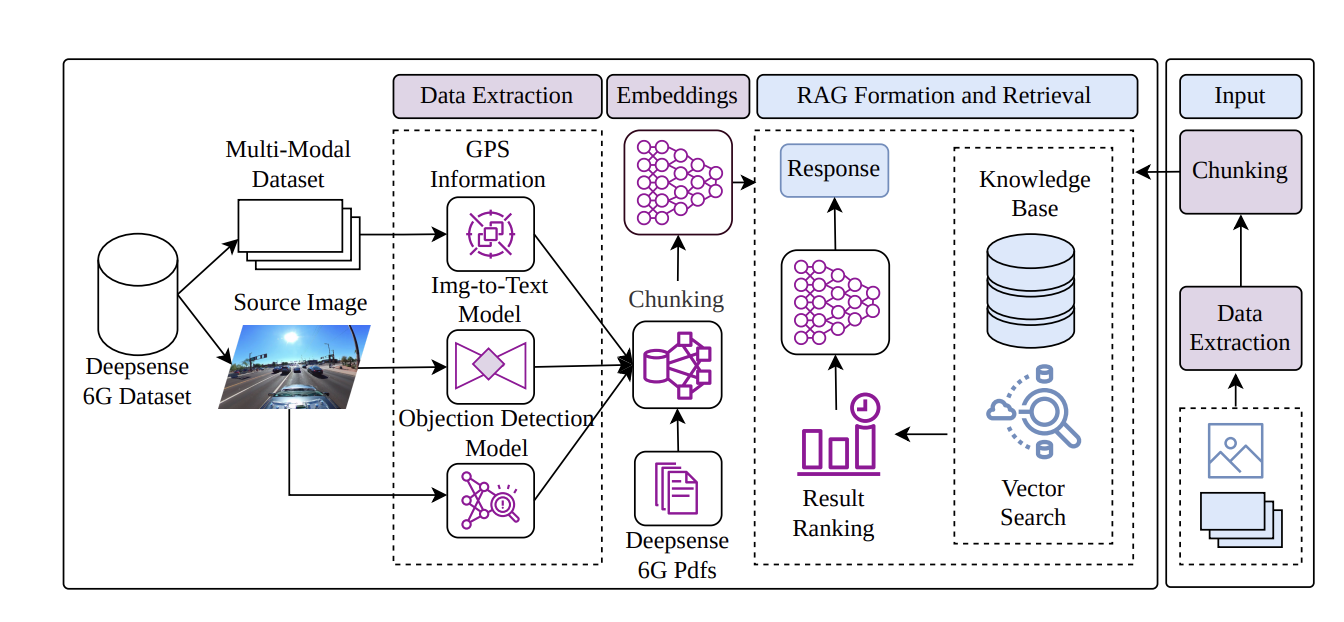 Data Extraction
Embeddings
RAG Formation and Retrieval
Input
Multi-Modal
Dataset
Source Image
Deepsense
6G Dataset
GPS
Information
Img-to-Text
Model
Objection Detection
Model
Chunking
Deepsense
6G Pdfs
Response
Result
Ranking
Knowledge
Base
Vector
Search
Chunking
Data
Extraction